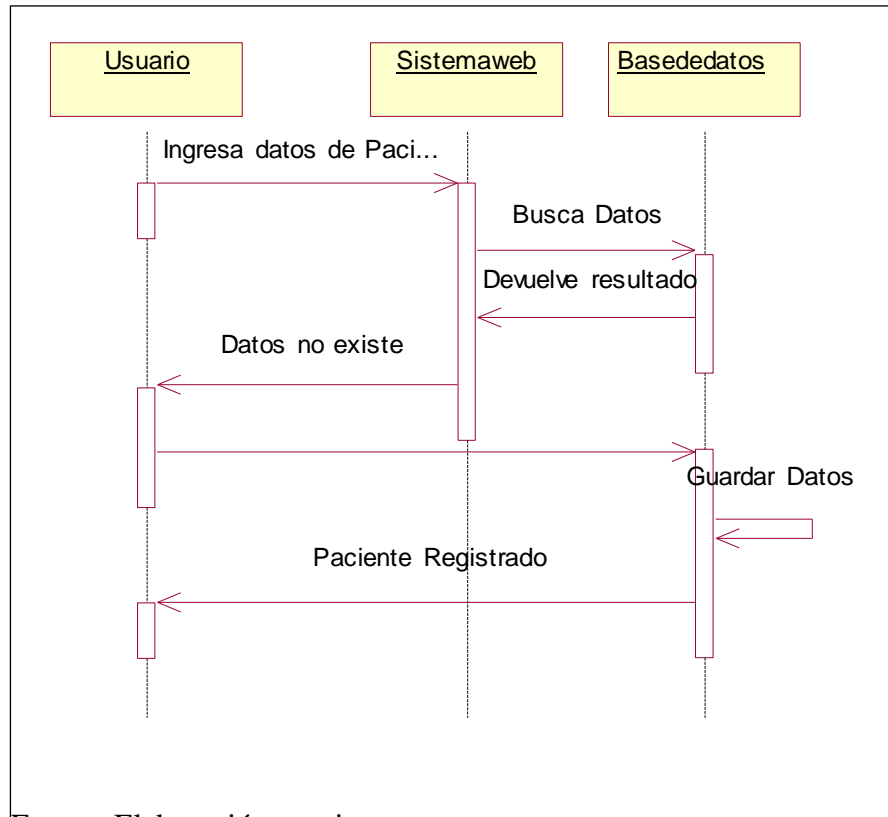 Usuario
Sistemaweb
Basededatos
Ingresa datos de Paci...
Busca Datos
Devuelve resultado
Datos no existe
Guardar Datos
Paciente Registrado